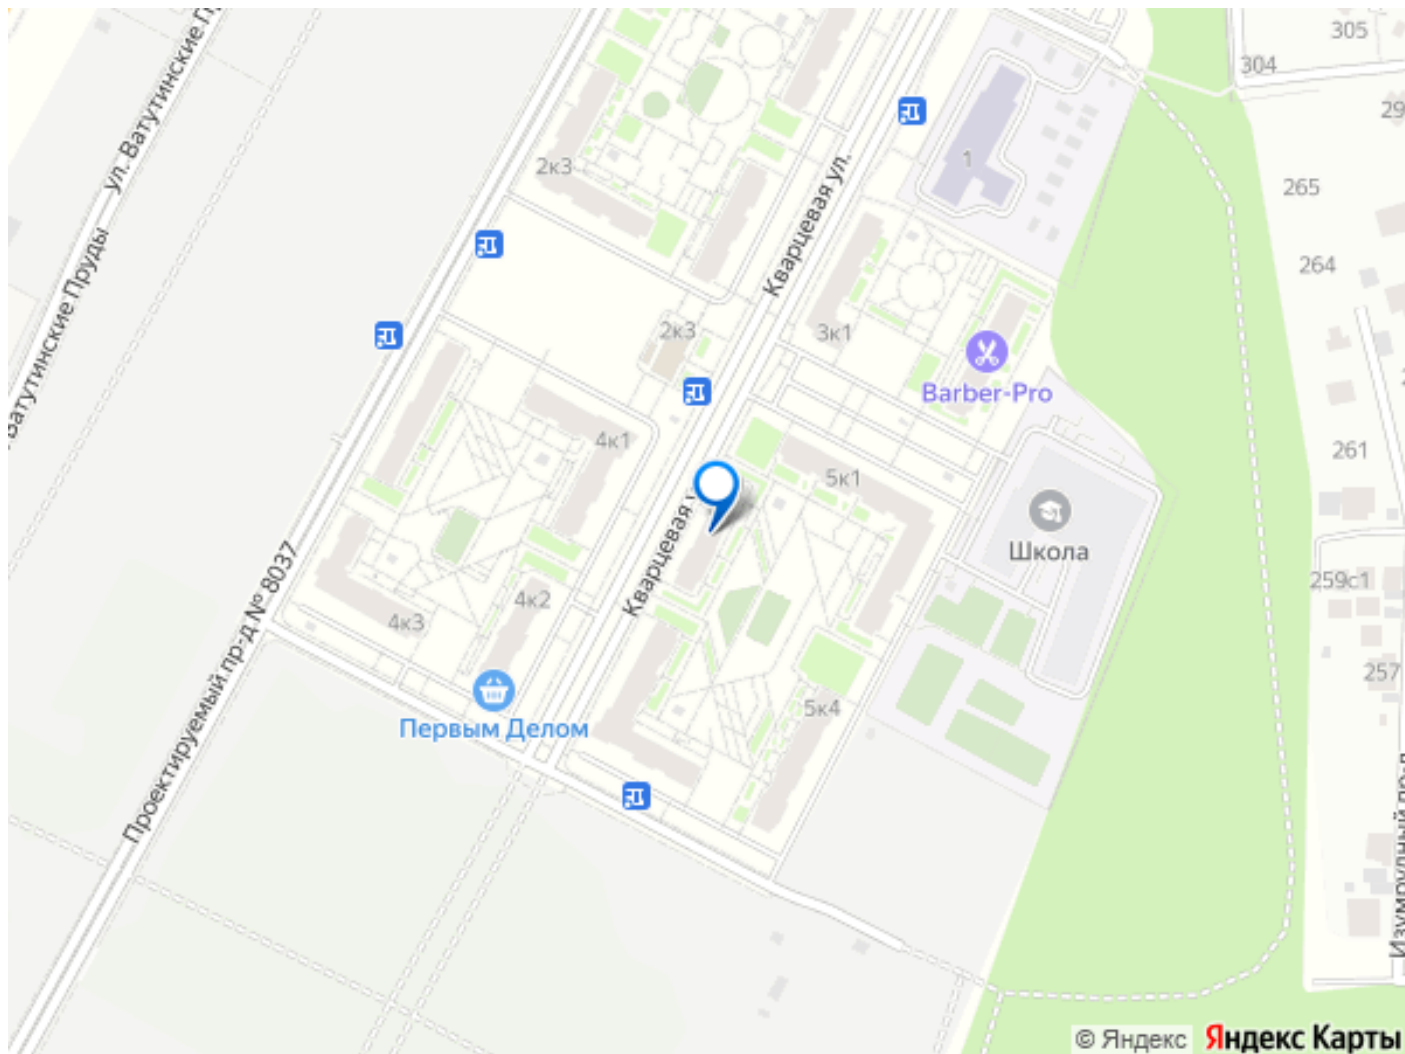 305
304
29
ул. Ватутинские Пр
1
2к3
265
Кварцевая ул.
264
Ватутинские Пруды
2к3
3к1
Barber-Pro
4к1
261
5к1
Кварцевая у
Школа
259с1
4к2
4к3
257
5к4
Первым Делом
Проектируемый пр-д № 8037
Изумрудный пр-д
© Яндекс Яндекс Карты